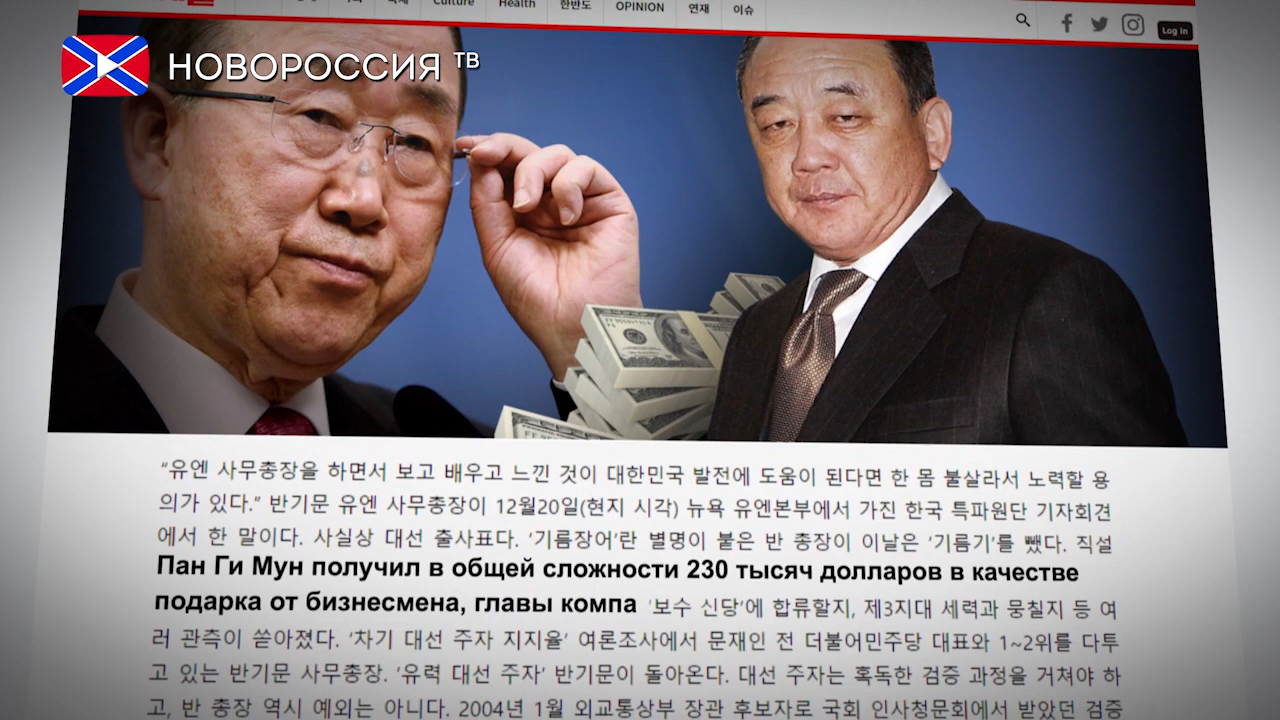 Culture Health 한반도 OPINION 연재 이슈 Log In
НОВОРОССИЯ ТВ
“유엔 사무총장을 하면서 보고 배우고 느낀 것이 대한민국 발전에 도움이 된다면 한 몸 불살라서 노력할 용
의가 있다.” 반기문 유엔 사무총장이 12월20일(현지 시각) 뉴욕 유엔본부에서 가진 한국 특파원단 기자회견
에서 한 말이다. 사실상 대선 출사표다. ‘기름장어’란 별명이 붙은 반 총장이 이날은 ‘기름기’를 뺐다. 직설
Пан Ги Мун получил в общей сложности 230 тысяч долларов в качестве
подарка от бизнесмена, главы компа ‘보수 신당’에 합류할지, 제3지대 세력과 뭉칠지 등 여
러 관측이 쏟아졌다. ‘차기 대선 주자 지지율’ 여론조사에서 문재인 전 더불어민주당 대표와 1~2위를 다투
고 있는 반기문 사무총장. ‘유력 대선 주자’ 반기문이 돌아온다. 대선 주자는 혹독한 검증 과정을 거쳐야 하
고, 반 총장 역시 예외는 아니다. 2004년 1월 외교통상부 장관 후보자로 국회 인사청문회에서 받았던 검증